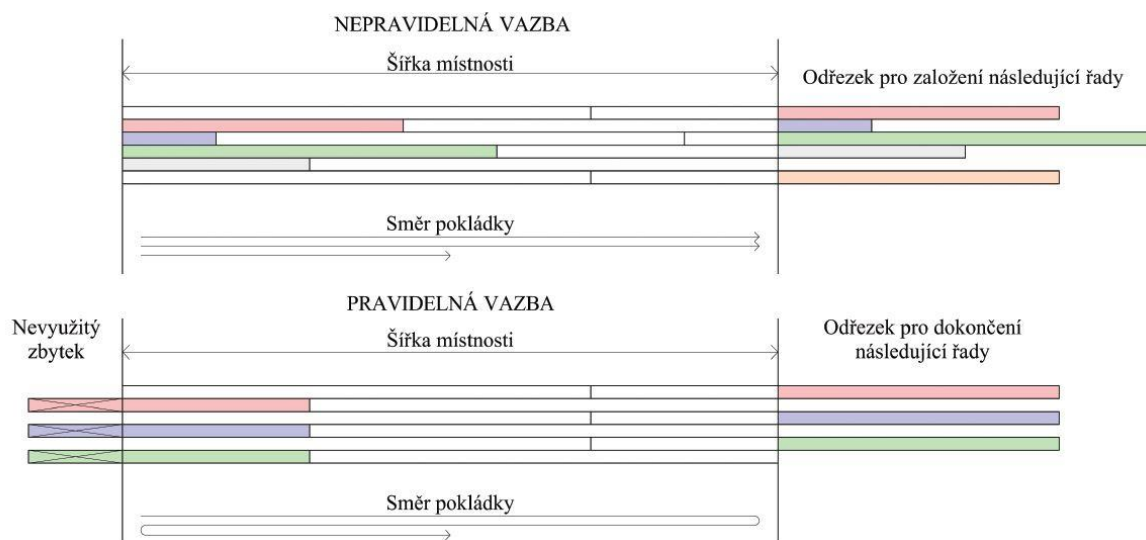 NEPRAVIDELNÁ VAZBA
Šířka místnosti
Odřezek pro založení následující řady
Směr pokládky
PRAVIDELNÁ VAZBA
Nevyužitý
zbytek
Šířka místnosti
Odřezek pro dokončení
následující řady
Směr pokládky